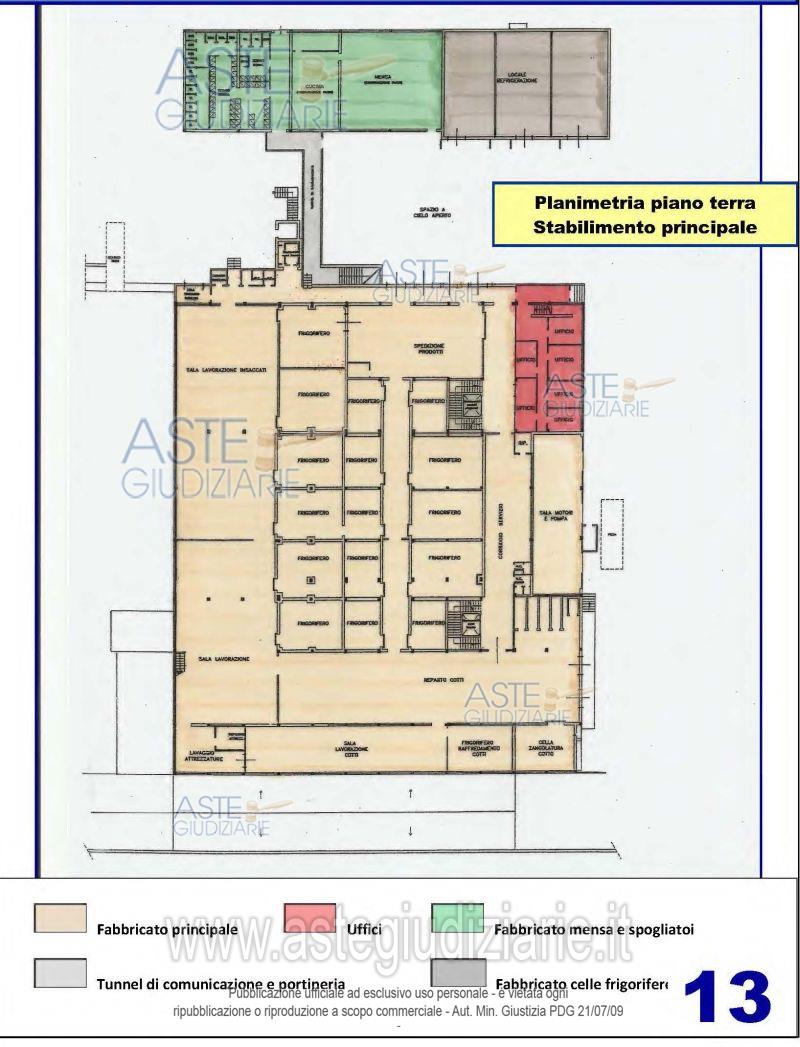 CUCINA
MENSA
LOCALE
REFRIGERAZIONE
ASTE
GIUDIZIARIE
SPAZIO A
CIELO APERTO
Planimetria piano terra
Stabilimento principale
ASTE
GIUDIZIARIE
UFFICIO
UFFICIO
UFFICIO
UFFICIO
UFFICIO
UFFICIO
FRIGORIFERO
SPEDIZIONE
PRODOTTI
SALA LAVORAZIONE INSACCATI
FRIGORIFERO
FRIGORIFERO
FRIGORIFERO
ASTE
GIUDIZIARIE
ASTE
GIUDIZIARIE
RIP.
FRIGORIFERO
FRIGORIFERO
FRIGORIFERO
FRIGORIFERO
FRIGORIFERO
FRIGORIFERO
CORRIDOIO SERVIZIO
SALA MOTORI
E POMPA
FRIGORIFERO
FRIGORIFERO
FRIGORIFERO
FRIGORIFERO
FRIGORIFERO
FRIGORIFERO
SALA LAVORAZIONE
REPARTO COTTI
ASTE
GIUDIZIARIE
LAVAGGIO
ATTREZZATURE
SALA
LAVORAZIONE
COTTI
FRIGORIFERO
RAFFREDDAMENTO
COTTI
CELLA
ZANGOLATURA
COTTO
ASTE
GIUDIZIARIE
Fabbricato principale
Uffici
Fabbricato mensa e spogliatoi
www.astegiudiziarie.it
Tunnel di comunicazione e portineria
Fabbricato celle frigorifere
13
Pubblicazione ufficiale ad esclusivo uso personale - è vietata ogni
ripubblicazione o riproduzione a scopo commerciale - Aut. Min. Giustizia PDG 21/07/09